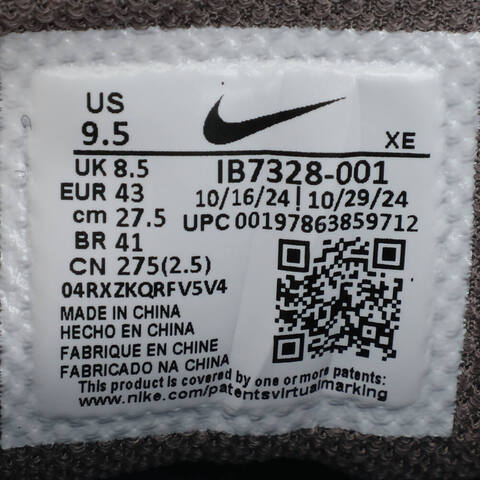 US
9.5
XE
UK 8.5
EUR 43
cm 27.5
BR 41
CN 275(2.5)
IB7328-001
10/16/24 | 10/29/24
UPC 00197863859712
04RXZKQRFV5V4
MADE IN CHINA
HECHO EN CHINA
FABRIQUE EN CHINE
FABRICADO NA CHINA
This product is covered by one or more patents:
www.nike.com/patentsvirtualmarking